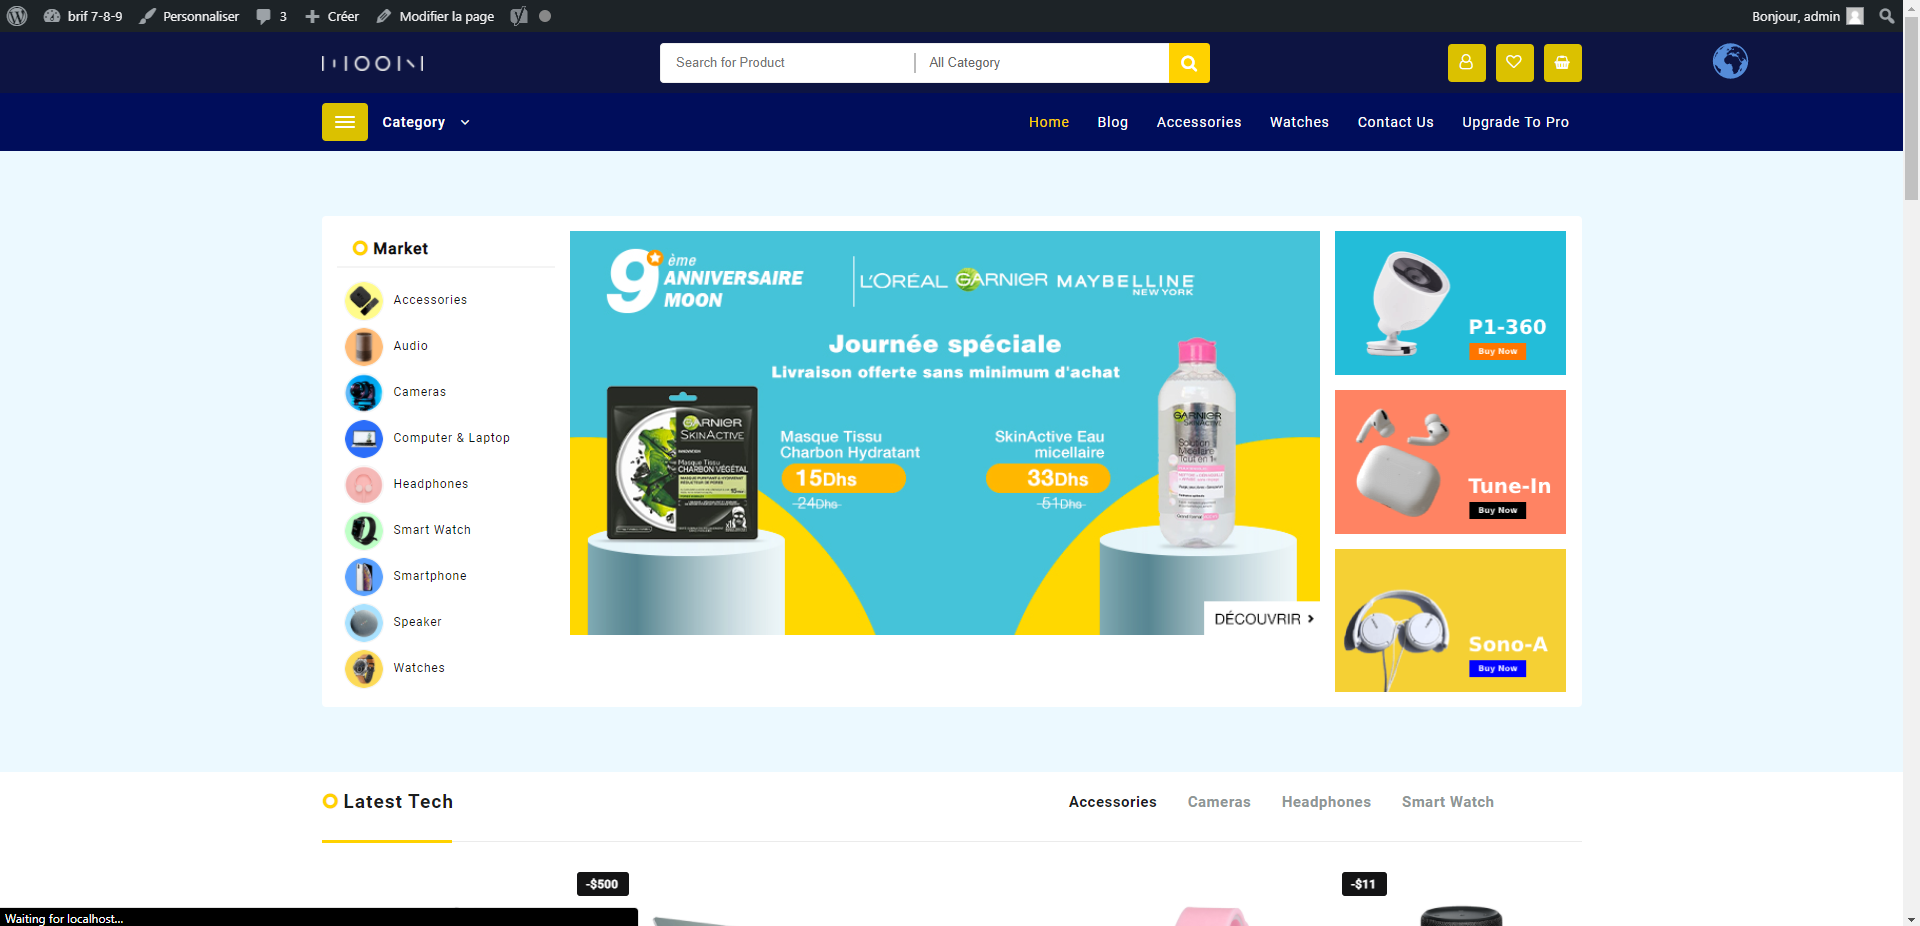 brif 7-8-9 Personnaliser 3 Créer Modifier la page Bonjour, admin
MOON Search for Product All Category
Category Home Blog Accessories Watches Contact Us Upgrade To Pro
Market
Accessories
Audio
Cameras
Computer & Laptop
Headphones
Smart Watch
Smartphone
Speaker
Watches
9ème
ANNIVERSAIRE
MOON
L'ORÉAL GARNIER MAYBELLINE
NEW YORK
Journée spéciale
Livraison offerte sans minimum d'achat
GARNIER
SKINACTIVE
Masque Tissu
CHARBON VÉGÉTAL
Masque Tissu
Charbon Hydratant
15Dhs
24Dhs
SkinActive Eau
micellaire
33Dhs
51Dhs
GARNIER
SKINACTIVE
Solution
Micellaire
Tout en 1
DÉCOUVRIR >
P1-360
Buy Now
Tune-In
Buy Now
Sono-A
Buy Now
Latest Tech Accessories Cameras Headphones Smart Watch
-$500 -$11
Waiting for localhost...